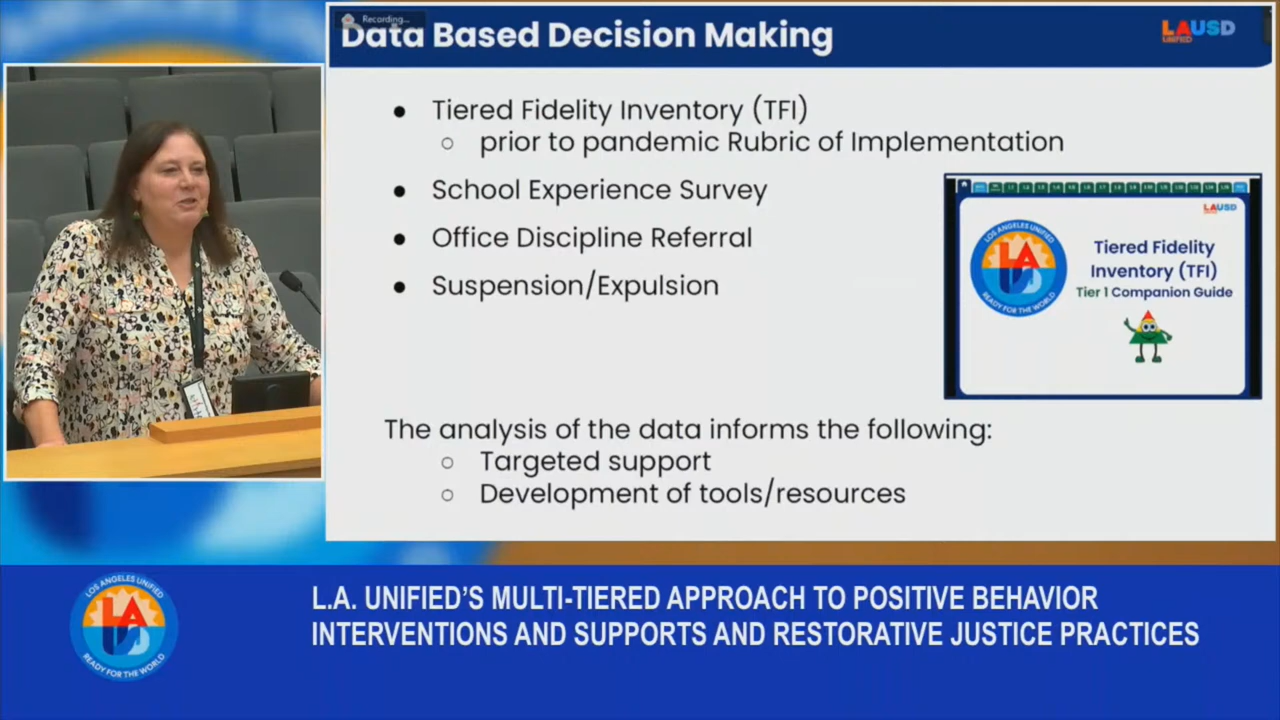 Recording...
Data Based Decision Making
LAUSD
UNIFIED
Tiered Fidelity Inventory (TFI)
prior to pandemic Rubric of Implementation
School Experience Survey
Office Discipline Referral
Suspension/Expulsion
LAUSD
LOS ANGELES UNIFIED
LAUS
READY FOR THE WORLD
Tiered Fidelity
Inventory (TFI)
Tier 1 Companion Guide
The analysis of the data informs the following:
Targeted support
Development of tools/resources
LOS ANGELES UNIFIED
LAUS
READY FOR THE WORLD
L.A. UNIFIED'S MULTI-TIERED APPROACH TO POSITIVE BEHAVIOR
INTERVENTIONS AND SUPPORTS AND RESTORATIVE JUSTICE PRACTICES